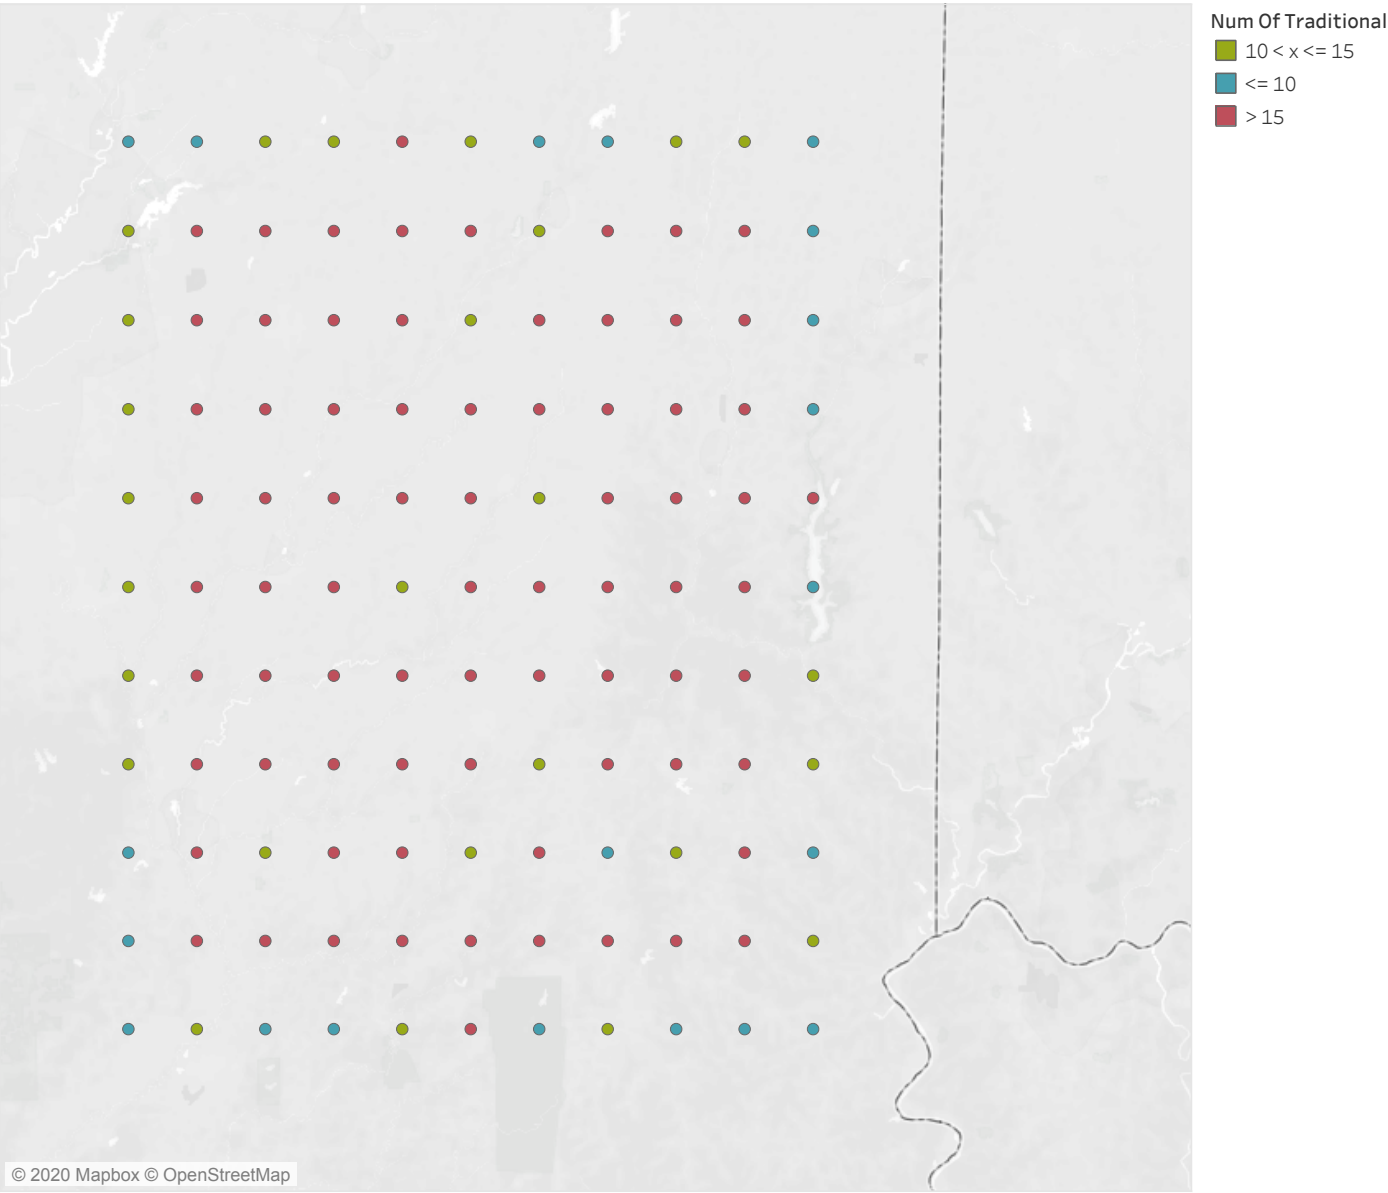 Num Of Traditional
10 < x <= 15
<= 10
> 15
© 2020 Mapbox © OpenStreetMap